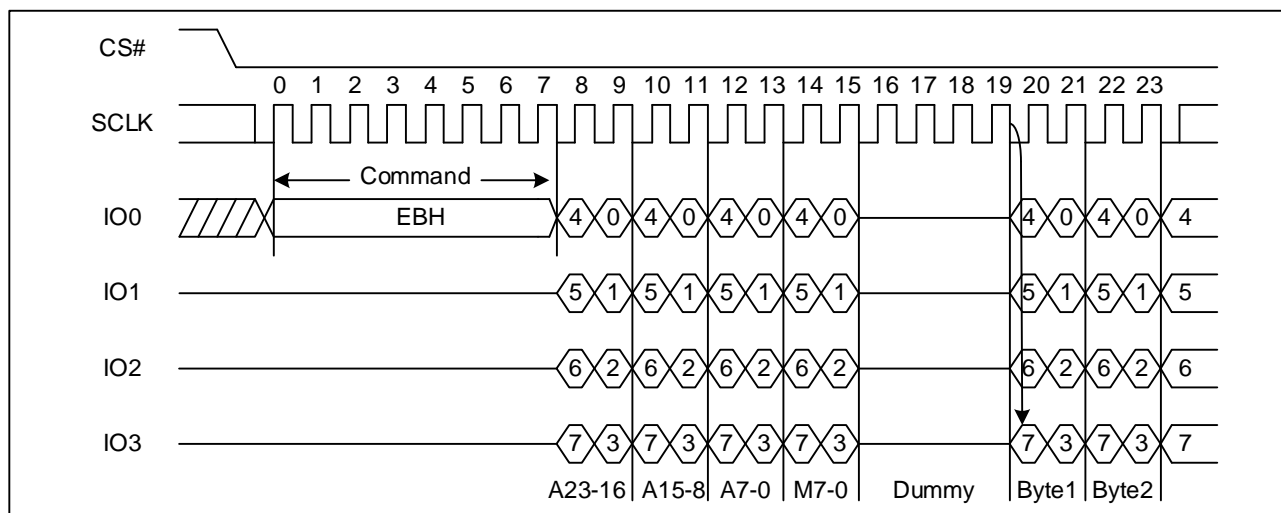 CS#
0 1 2 3 4 5 6 7 8 9 10 11 12 13 14 15 16 17 18 19 20 21 22 23
SCLK
Command
IO0 EBH 4 0 4 0 4 0 4 0 4 0 4 0 4
IO1 5 1 5 1 5 1 5 1 5 1 5 1 5
IO2 6 2 6 2 6 2 6 2 6 2 6 2 6
IO3 7 3 7 3 7 3 7 3 7 3 7 3 7
A23-16 A15-8 A7-0 M7-0 Dummy Byte1 Byte2